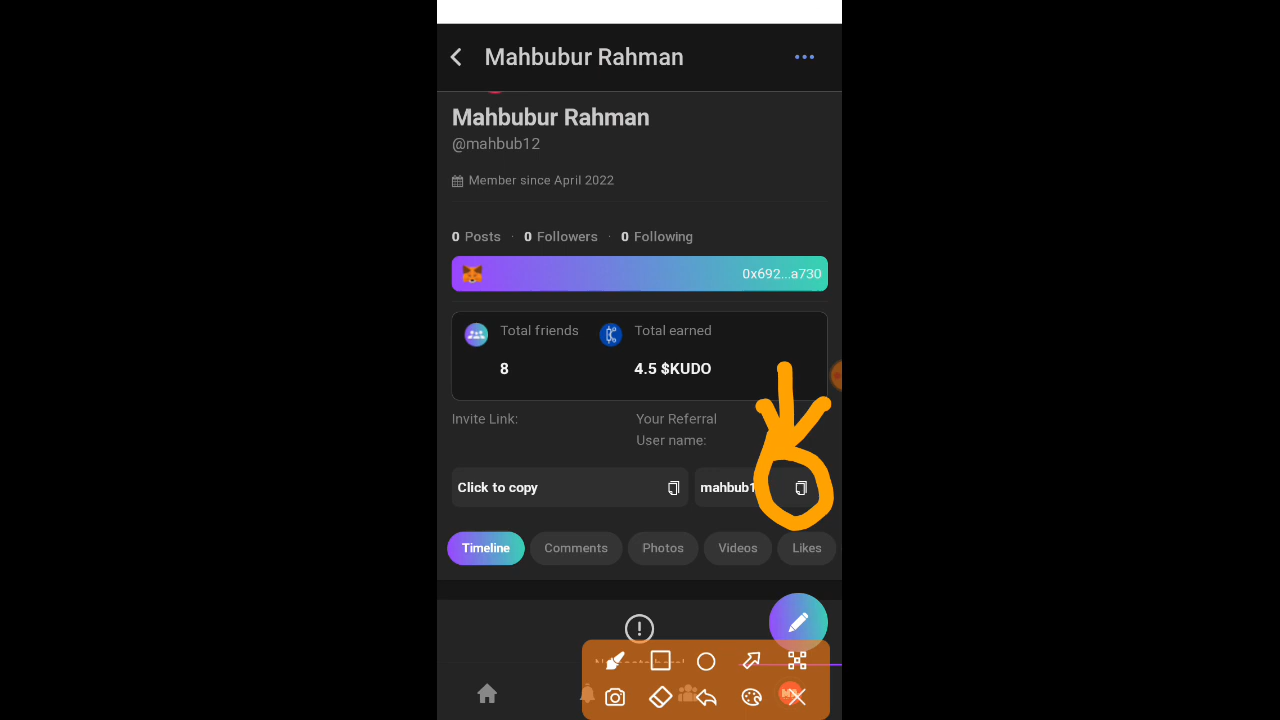 Mahbubur Rahman
Mahbubur Rahman
@mahbub12
Member since April 2022
0 Posts · 0 Followers · 0 Following
0x692...a730
Total friends Total earned
8 4.5 $KUDO
Invite Link: Your Referral
User name:
Click to copy mahbub1
Timeline Comments Photos Videos Likes